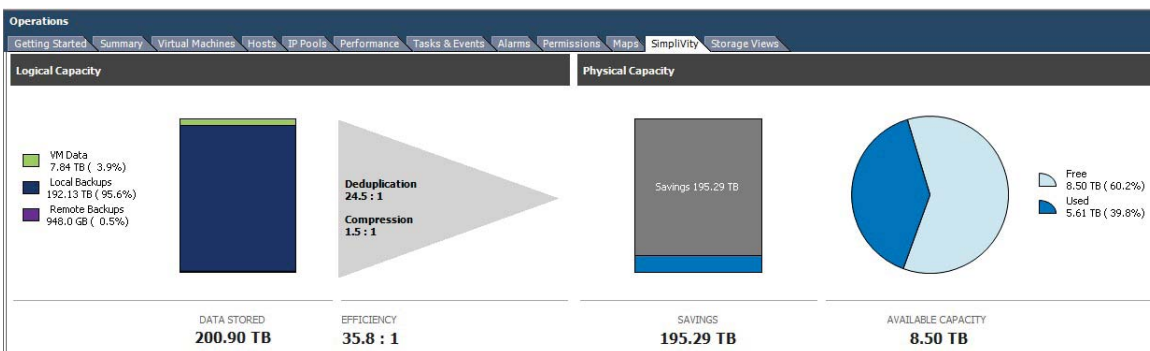 Operations
Getting Started Summary Virtual Machines Hosts IP Pools Performance Tasks & Events Alarms Permissions Maps SimpliVity Storage Views
Logical Capacity
VM Data
7.84 TB ( 3.9%)
Local Backups
192.13 TB ( 95.6%)
Remote Backups
948.0 GB ( 0.5%)
Deduplication
24.5 : 1
Compression
1.5 : 1
DATA STORED
200.90 TB
EFFICIENCY
35.8 : 1
Physical Capacity
Savings 195.29 TB
Free
8.50 TB ( 60.2%)
Used
5.61 TB ( 39.8%)
SAVINGS
195.29 TB
AVAILABLE CAPACITY
8.50 TB